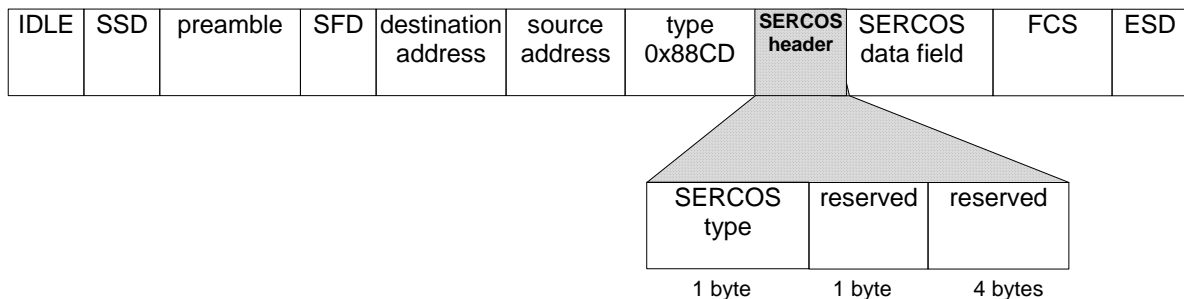 IDLE SSD preamble SFD destination source type SERCOS SERCOS FCS ESD
address address 0x88CD header data field
SERCOS reserved reserved
type
1 byte 1 byte 4 bytes